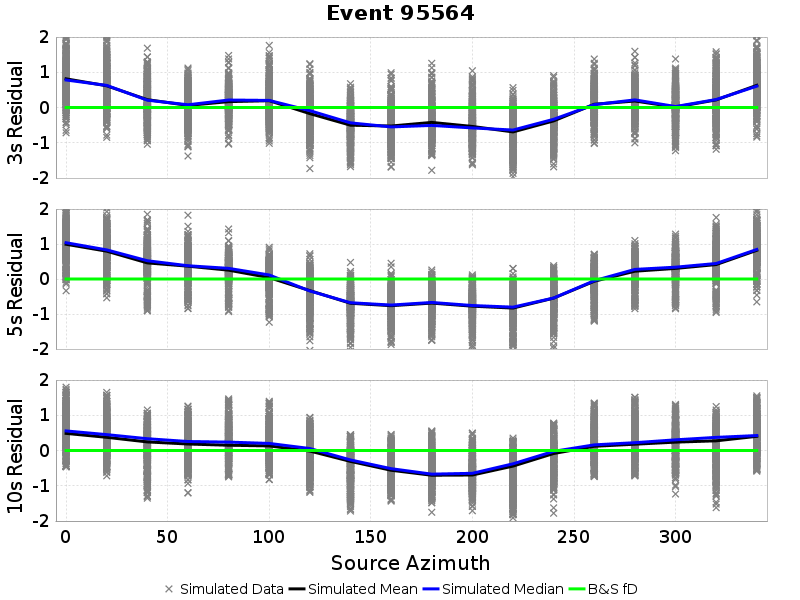 Event 95564
3s Residual
2
1
0
-1
-2
5s Residual
2
1
0
-1
-2
10s Residual
2
1
0
-1
-2
0 50 100 150 200 250 300
Source Azimuth
Simulated Data Simulated Mean Simulated Median B&S fD